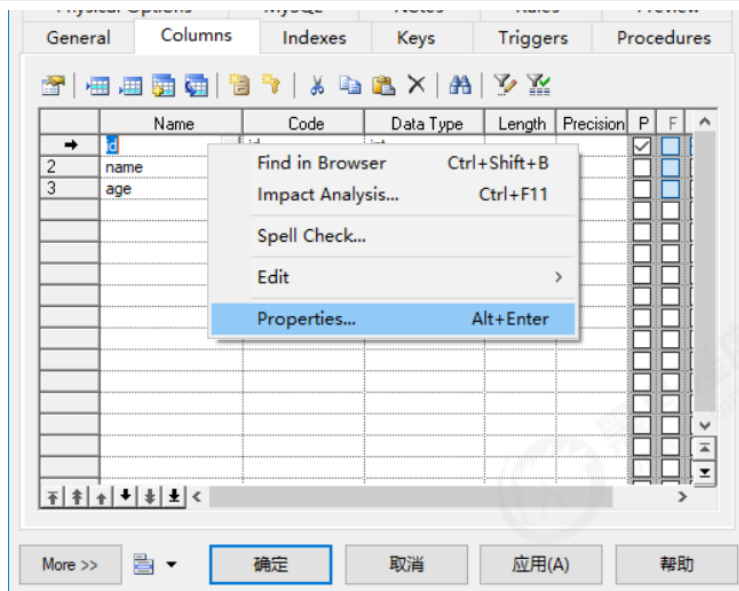 General Columns Indexes Keys Triggers Procedures
Name Code Data Type Length Precision P F
id id int
2 name
3 age
Find in Browser Ctrl+Shift+B
Impact Analysis... Ctrl+F11
Spell Check...
Edit
Properties... Alt+Enter
More >> 确定 取消 应用(A) 帮助